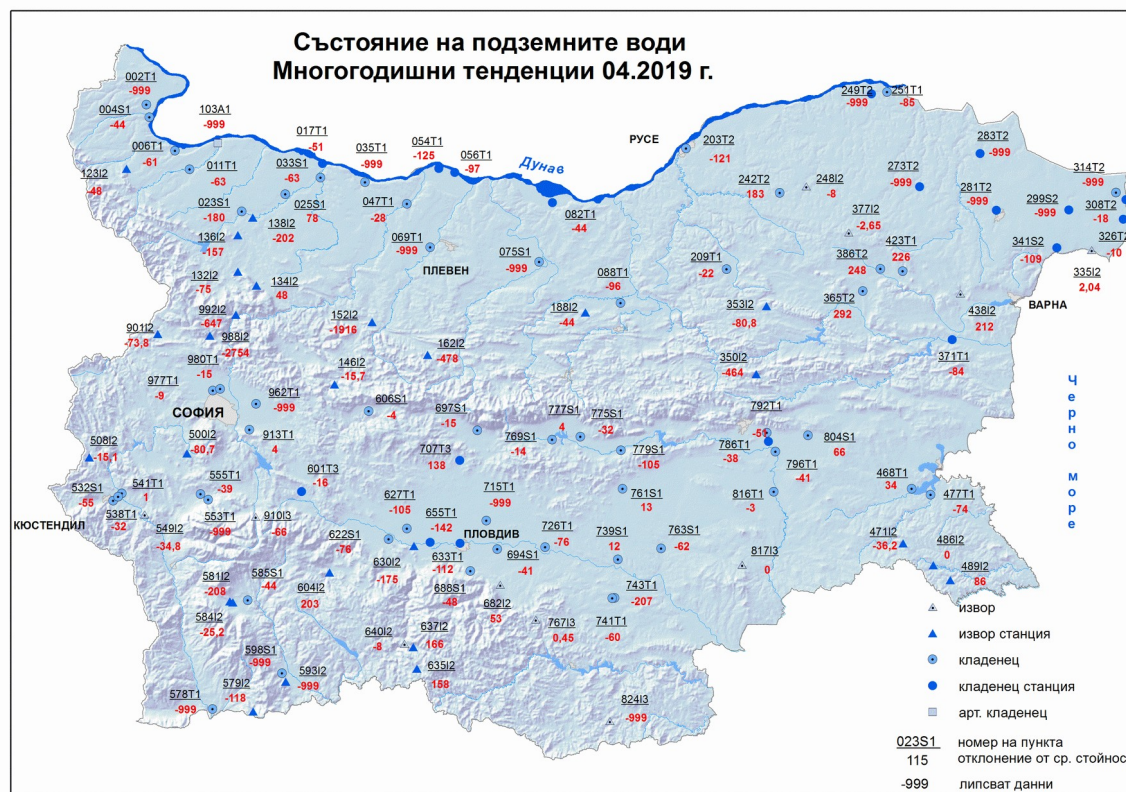 Състояние на подземните води
Многогодишни тенденции 04.2019 г.
002T1
-999
004S1
-44
103A1
-999
006T1
-61
123I2
-48
011T1
-63
017T1
-51
033S1
-63
035T1
-999
054T1
-125
056T1
-97
Дунав
РУСЕ
203T2
-121
249T2
-999
251T1
-85
283T2
-999
023S1
-180
025S1
78
047T1
-28
082T1
-44
242T2
183
248I2
-8
273T2
-999
281T2
-999
299S2
-999
314T2
-999
308T2
-18
326T2
-10
136I2
-157
138I2
-202
069T1
-999
ПЛЕВЕН
075S1
-999
088T1
-96
209T1
-22
377I2
-2,65
386T2
248
423T1
226
341S2
-109
335I2
2,04
132I2
-75
134I2
48
365T2
292
ВАРНА
992I2
-647
152I2
-1916
188I2
-44
353I2
-80,8
438I2
212
901I2
-73,8
988I2
-2754
162I2
-478
350I2
-464
371T1
-84
980T1
-15
977T1
-9
146I2
-15,7
Черно море
СОФИЯ
962T1
-999
606S1
-4
697S1
-15
777S1
4
775S1
-32
792T1
-51
508I2
-15,1
500I2
-80,7
913T1
4
707T3
138
769S1
-14
779S1
-105
786T1
-38
804S1
66
532S1
-55
541T1
1
555T1
-39
601T3
-16
796T1
-41
468T1
34
477T1
-74
КЮСТЕНДИЛ
538T1
-32
553T1
-999
910I3
-66
627T1
-105
715T1
-999
761S1
13
816T1
-3
549I2
-34,8
622S1
-76
655T1
-142
ПЛОВДИВ
726T1
-76
739S1
12
763S1
-62
471I2
-36,2
486I2
0
630I2
-175
633T1
-112
694S1
-41
817I3
0
489I2
86
581I2
-208
585S1
-44
604I2
203
688S1
-48
682I2
53
743T1
-207
584I2
-25,2
640I2
-8
637I2
166
767I3
0,45
741T1
-60
598S1
-999
593I2
-999
635I2
158
578T1
-999
579I2
-118
824I3
-999
извор
извор станция
кладенец
кладенец станция
арт. кладенец
023S1 номер на пункта
115 отклонение от ср. стойнос
-999 липсват данни